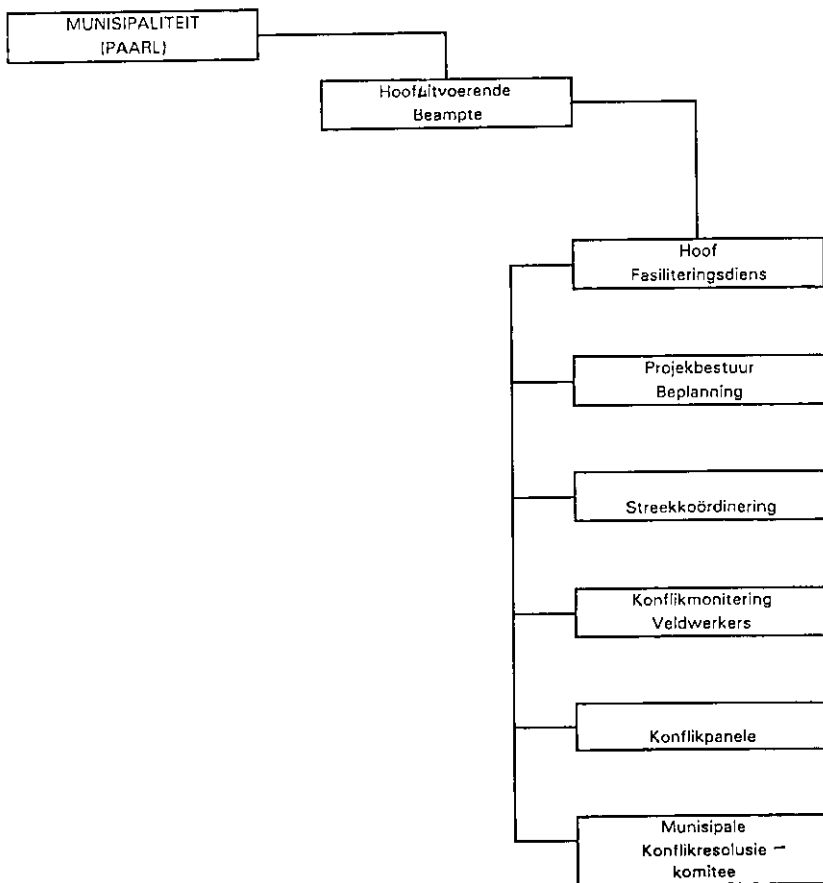 MUNISIPALITEIT
(PAARL)
Hoofuitvoerende
Beampte
Hoof
Fasiliteringsdiens
Projekbestuur
Beplanning
Streekkoördinering
Konflikmonitering
Veldwerkers
Konflikpanele
Munisipale
Konflikresolusie –
komitee